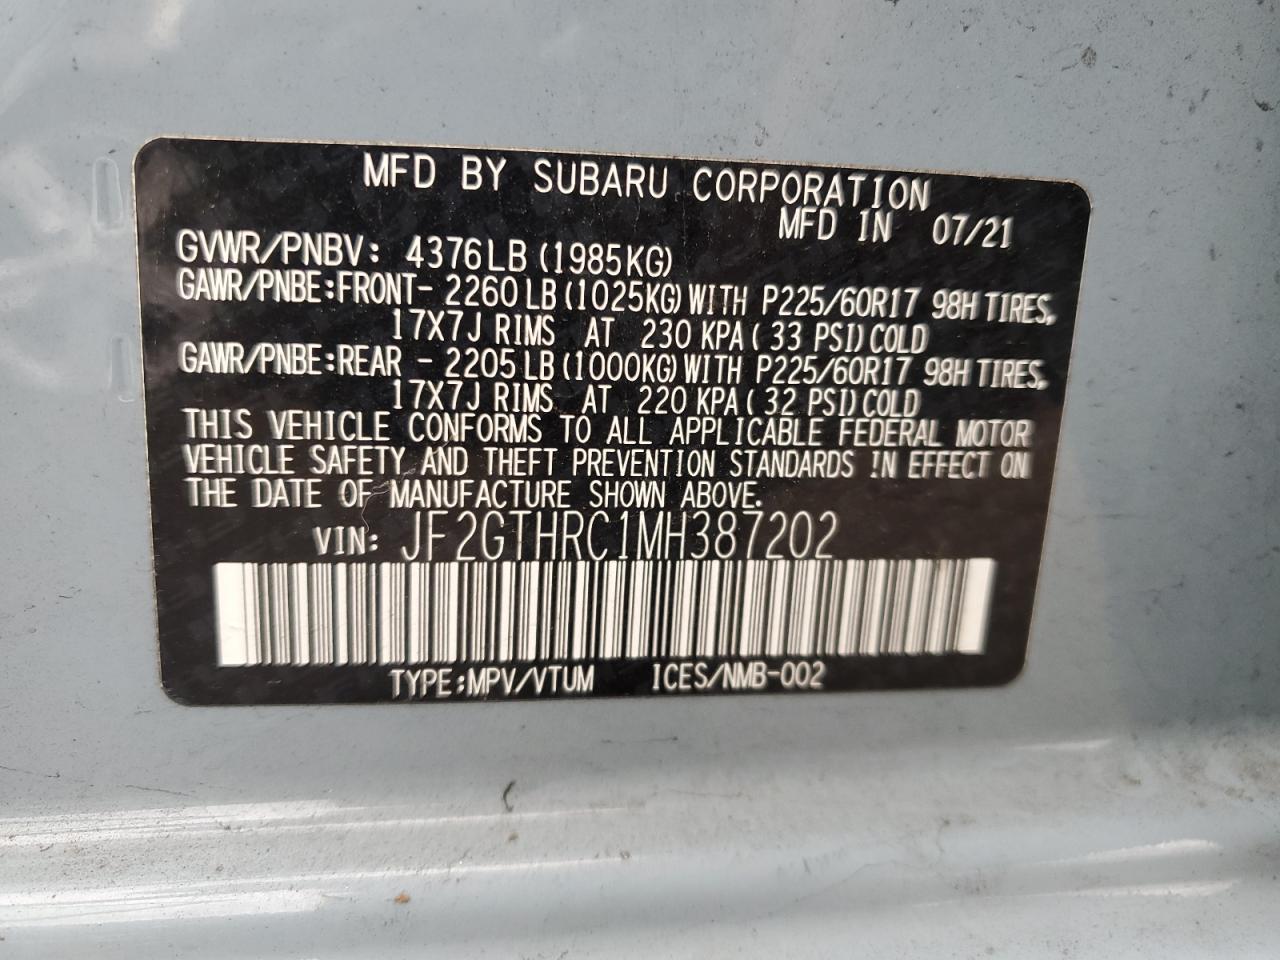 MFD BY SUBARU CORPORATION
MFD IN 07/21
GVWR/PNBV: 4376LB (1985KG)
GAWR/PNBE:FRONT- 2260LB(1025KG)WITH P225/60R17 98H TIRES,
17X7J RIMS AT 230 KPA( 33 PSI)COLD
GAWR/PNBE:REAR - 2205LB(1000KG)WITH P225/60R17 98H TIRES,
17X7J RIMS AT 220 KPA( 32 PSI)COLD
THIS VEHICLE CONFORMS TO ALL APPLICABLE FEDERAL MOTOR
VEHICLE SAFETY AND THEFT PREVENTION STANDARDS IN EFFECT ON
THE DATE OF MANUFACTURE SHOWN ABOVE.
VIN: JF2GTHRC1MH387202
TYPE:MPV/VTUM ICES/NMB-002